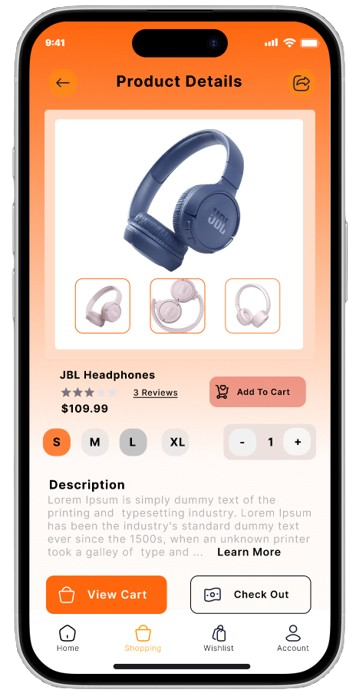 9:41
Product Details
JBL
JBL Headphones
3 Reviews
Add To Cart
$109.99
S M L XL - 1 +
Description
Lorem Ipsum is simply dummy text of the
printing and typesetting industry. Lorem Ipsum
has been the industry's standard dummy text
ever since the 1500s, when an unknown printer
took a galley of type and ... Learn More
View Cart
Check Out
Home Shopping Wishlist Account